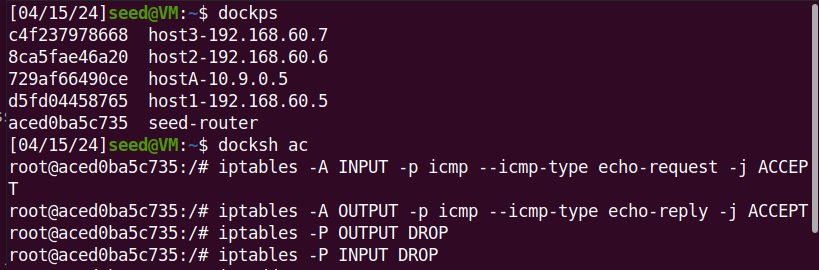 [04/15/24]seed@VM:~$ dockps
c4f237978668  host3-192.168.60.7
8ca5fae46a20  host2-192.168.60.6
729af66490ce  hostA-10.9.0.5
d5fd04458765  host1-192.168.60.5
aced0ba5c735  seed-router
[04/15/24]seed@VM:~$ docksh ac
root@aced0ba5c735:/# iptables -A INPUT -p icmp --icmp-type echo-request -j ACCEP
T
root@aced0ba5c735:/# iptables -A OUTPUT -p icmp --icmp-type echo-reply -j ACCEPT
root@aced0ba5c735:/# iptables -P OUTPUT DROP
root@aced0ba5c735:/# iptables -P INPUT DROP